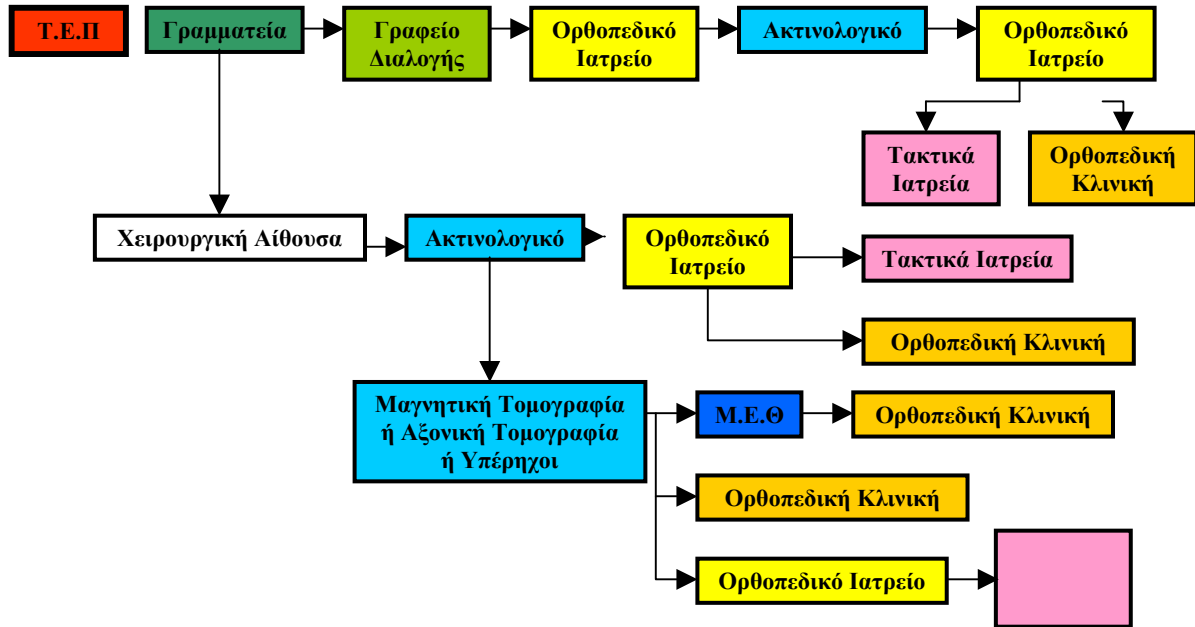 Τ.Ε.Π
Γραμματεία
Γραφείο
Διαλογής
Ορθοπεδικό
Ιατρείο
Ακτινολογικό
Ορθοπεδικό
Ιατρείο
Τακτικά
Ιατρεία
Ορθοπεδική
Κλινική
Χειρουργική Αίθουσα
Ακτινολογικό
Ορθοπεδικό
Ιατρείο
Τακτικά Ιατρεία
Ορθοπεδική Κλινική
Μαγνητική Τομογραφία
ή Αξονική Τομογραφία
ή Υπέρηχοι
Μ.Ε.Θ
Ορθοπεδική Κλινική
Ορθοπεδική Κλινική
Ορθοπεδικό Ιατρείο